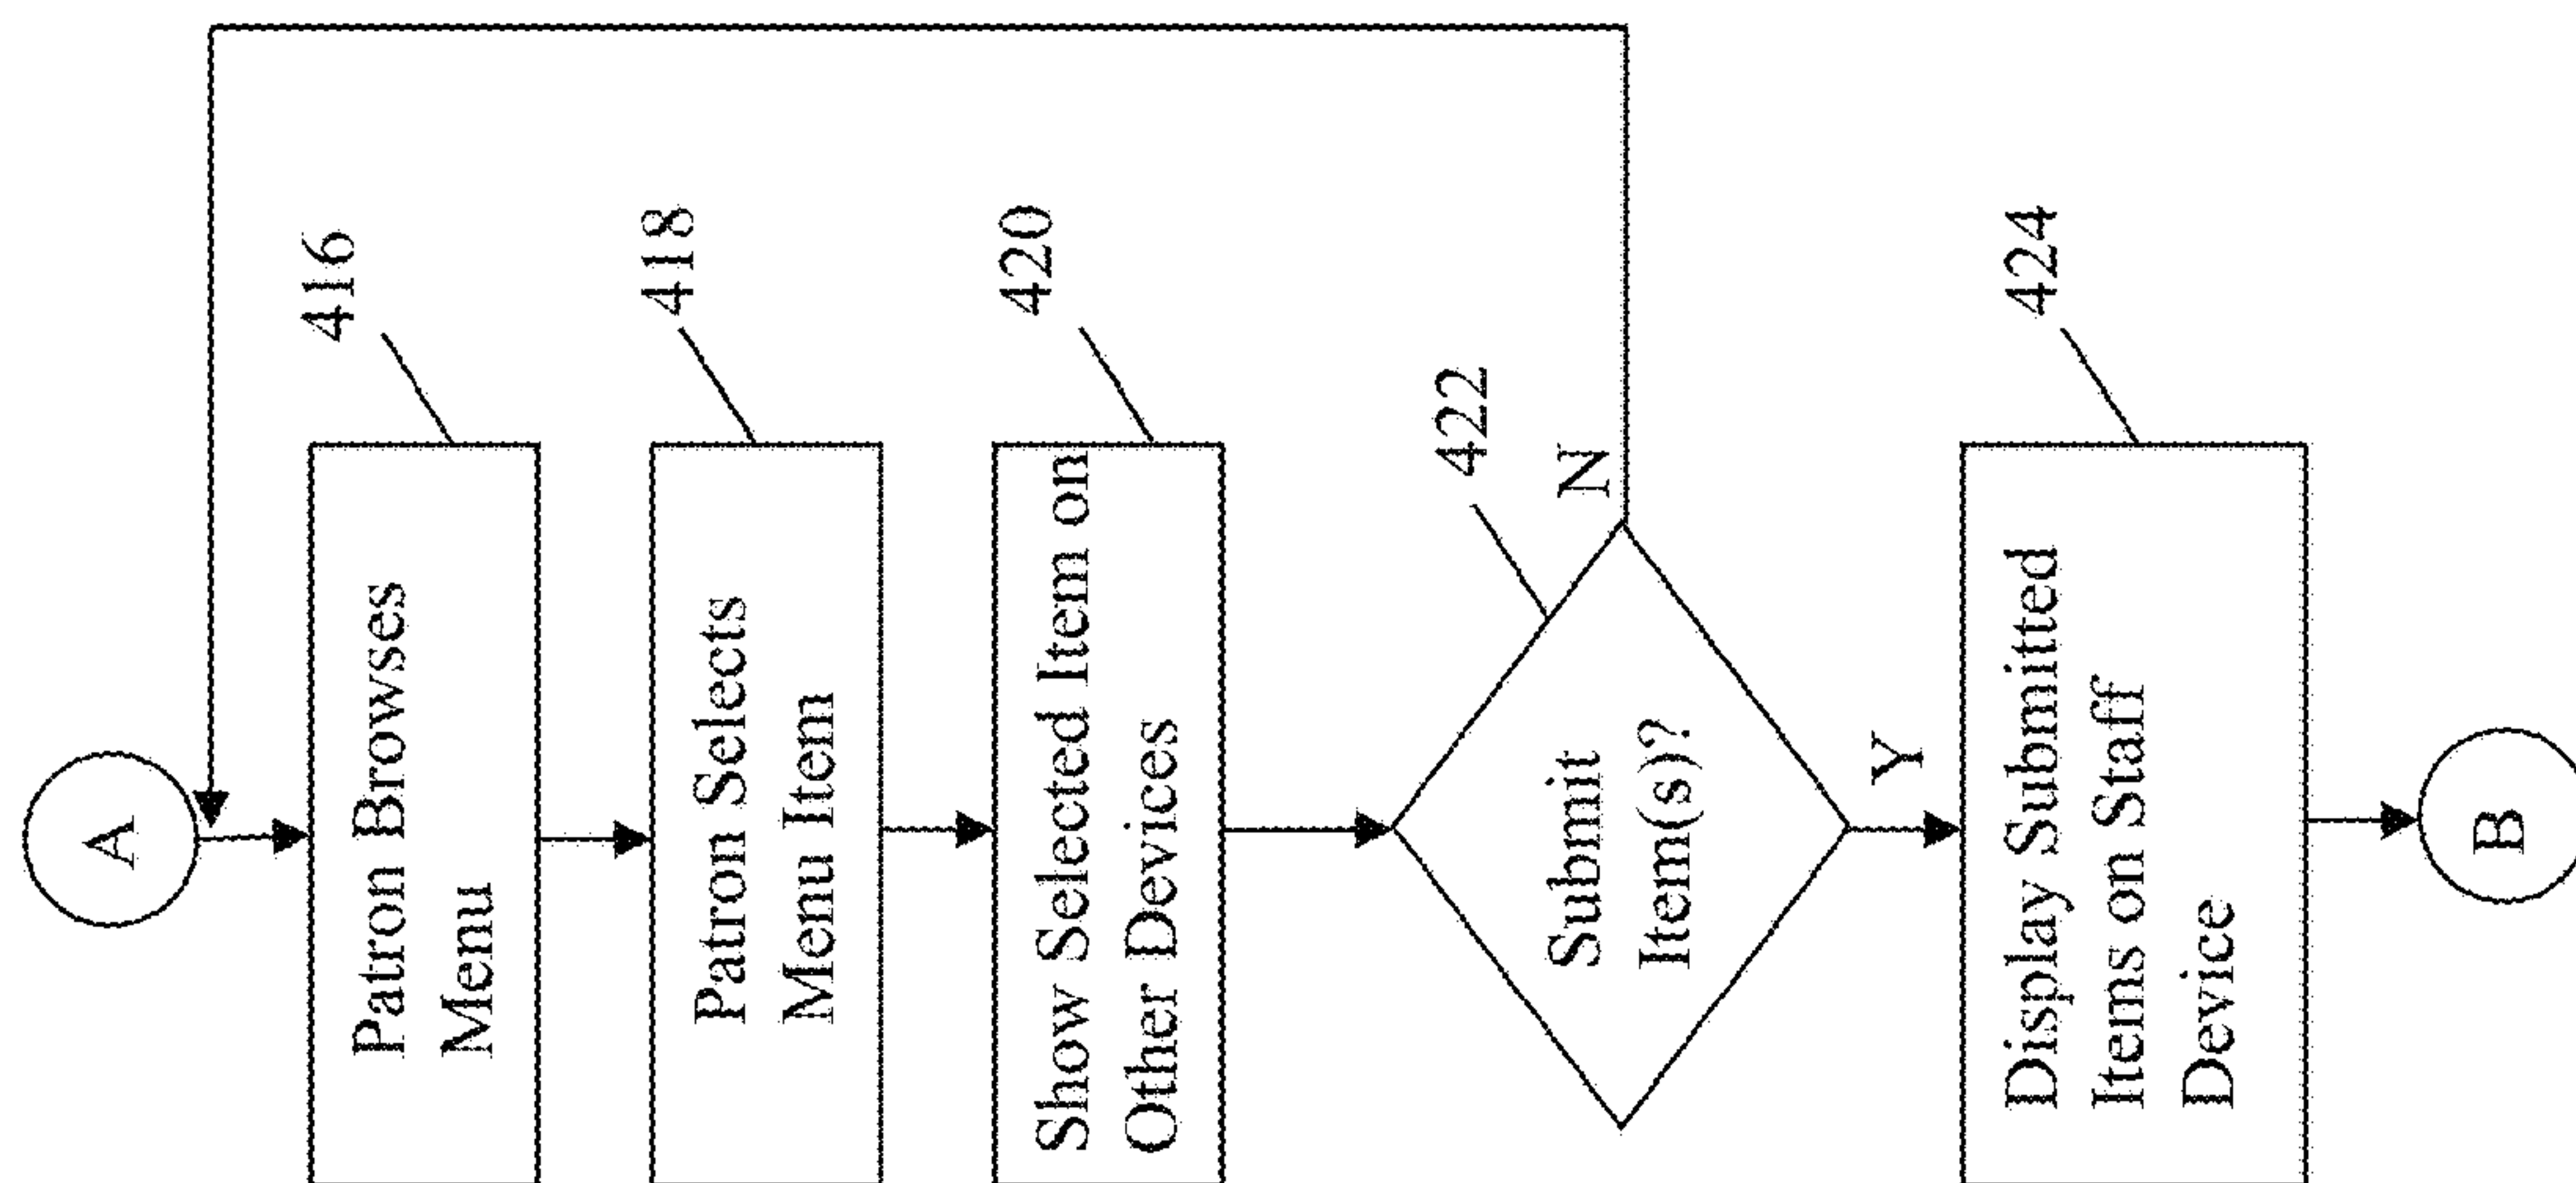 A
416
Patron Browses
Menu
418
Patron Selects
Menu Item
420
Show Selected Item on
Other Devices
422
Submit
Item(s)?
N
Y
424
Display Submitted
Items on Staff
Device
B